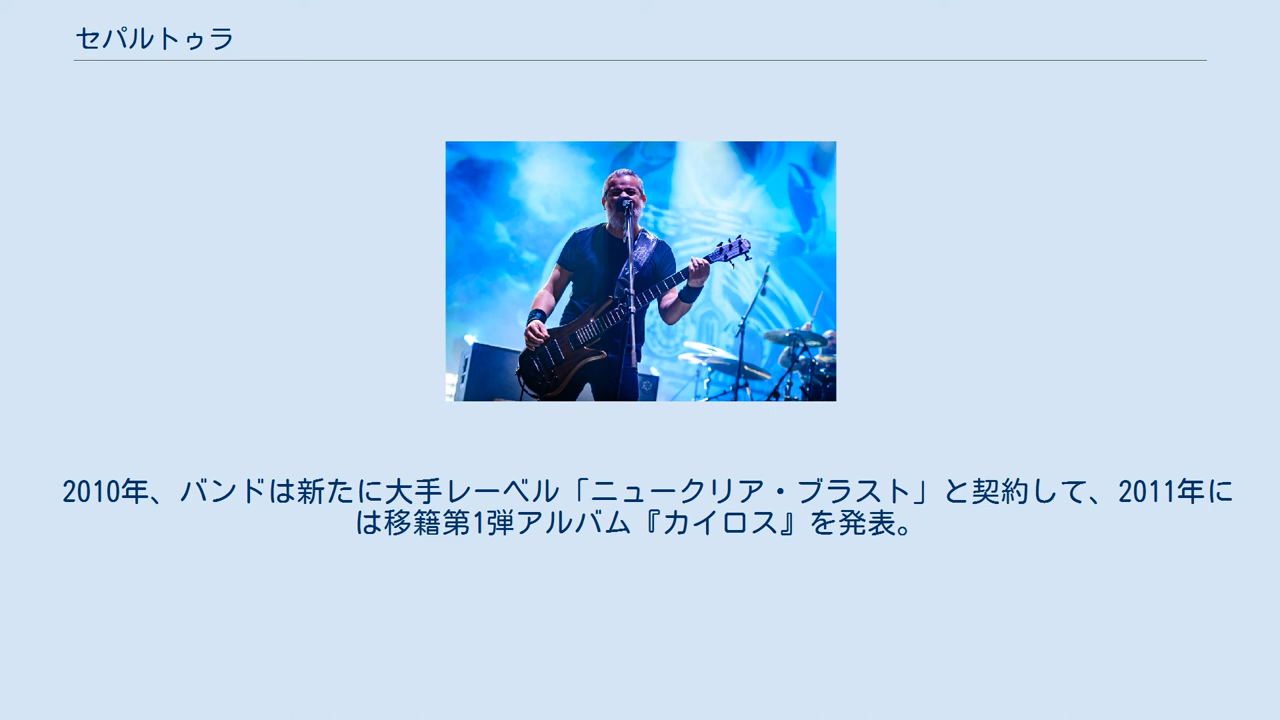 セパルトゥラ
2010年、バンドは新たに大手レーベル「ニュークリア・ブラスト」と契約して、2011年に
は移籍第1弾アルバム『カイロス』を発表。